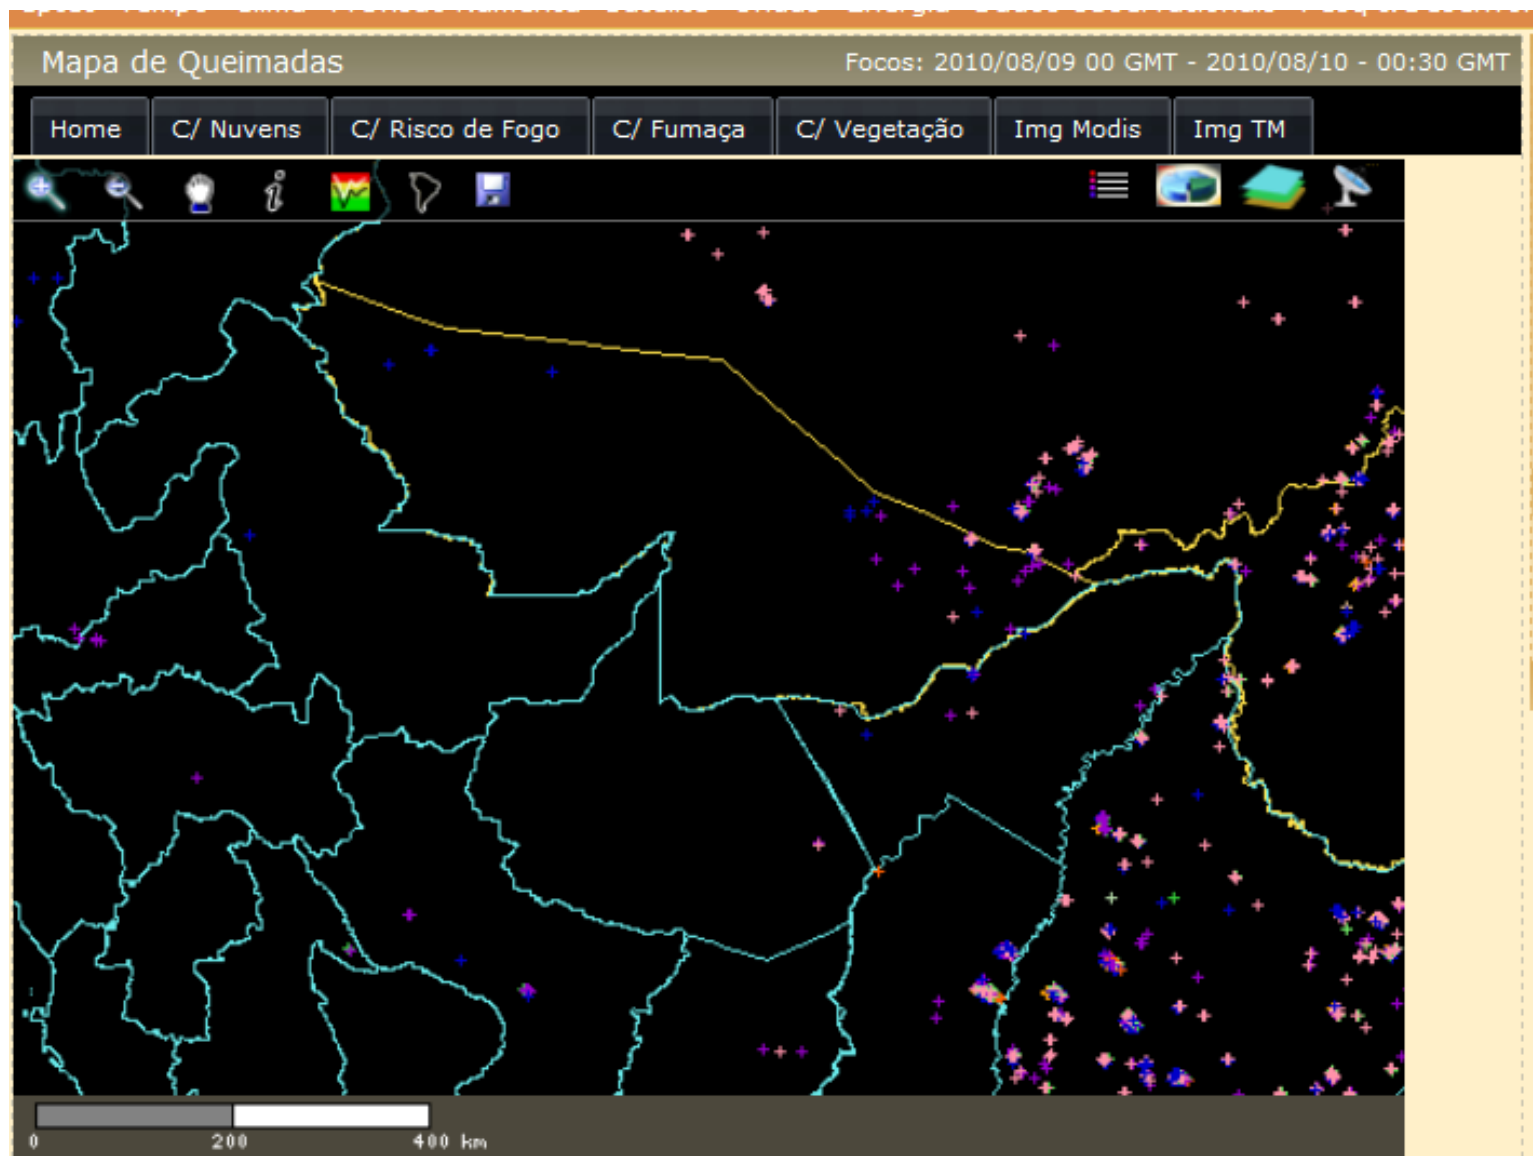 Mapa de Queimadas
Focos: 2010/08/09 00 GMT - 2010/08/10 - 00:30 GMT
Home
C/ Nuvens
C/ Risco de Fogo
C/ Fumaça
C/ Vegetação
Img Modis
Img TM
0 200 400 km